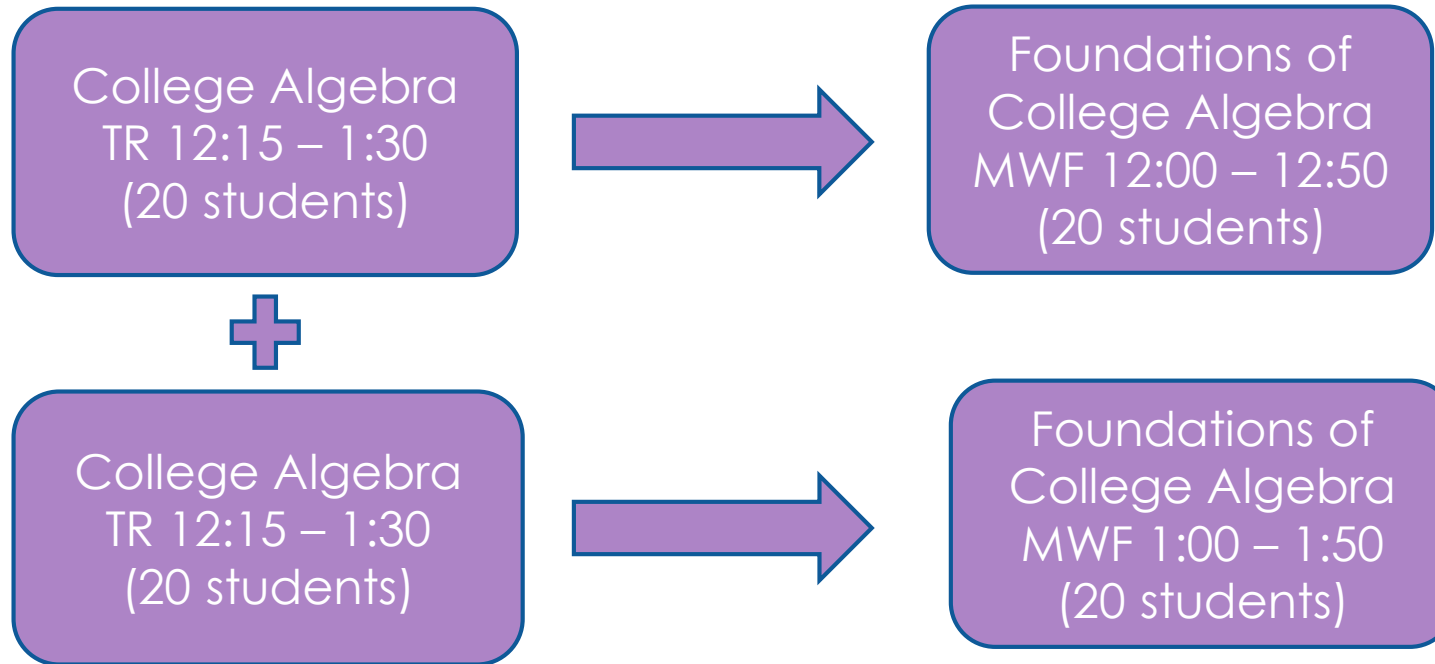 College Algebra
TR 12:15 – 1:30
(20 students)
Foundations of
College Algebra
MWF 12:00 – 12:50
(20 students)
College Algebra
TR 12:15 – 1:30
(20 students)
Foundations of
College Algebra
MWF 1:00 – 1:50
(20 students)